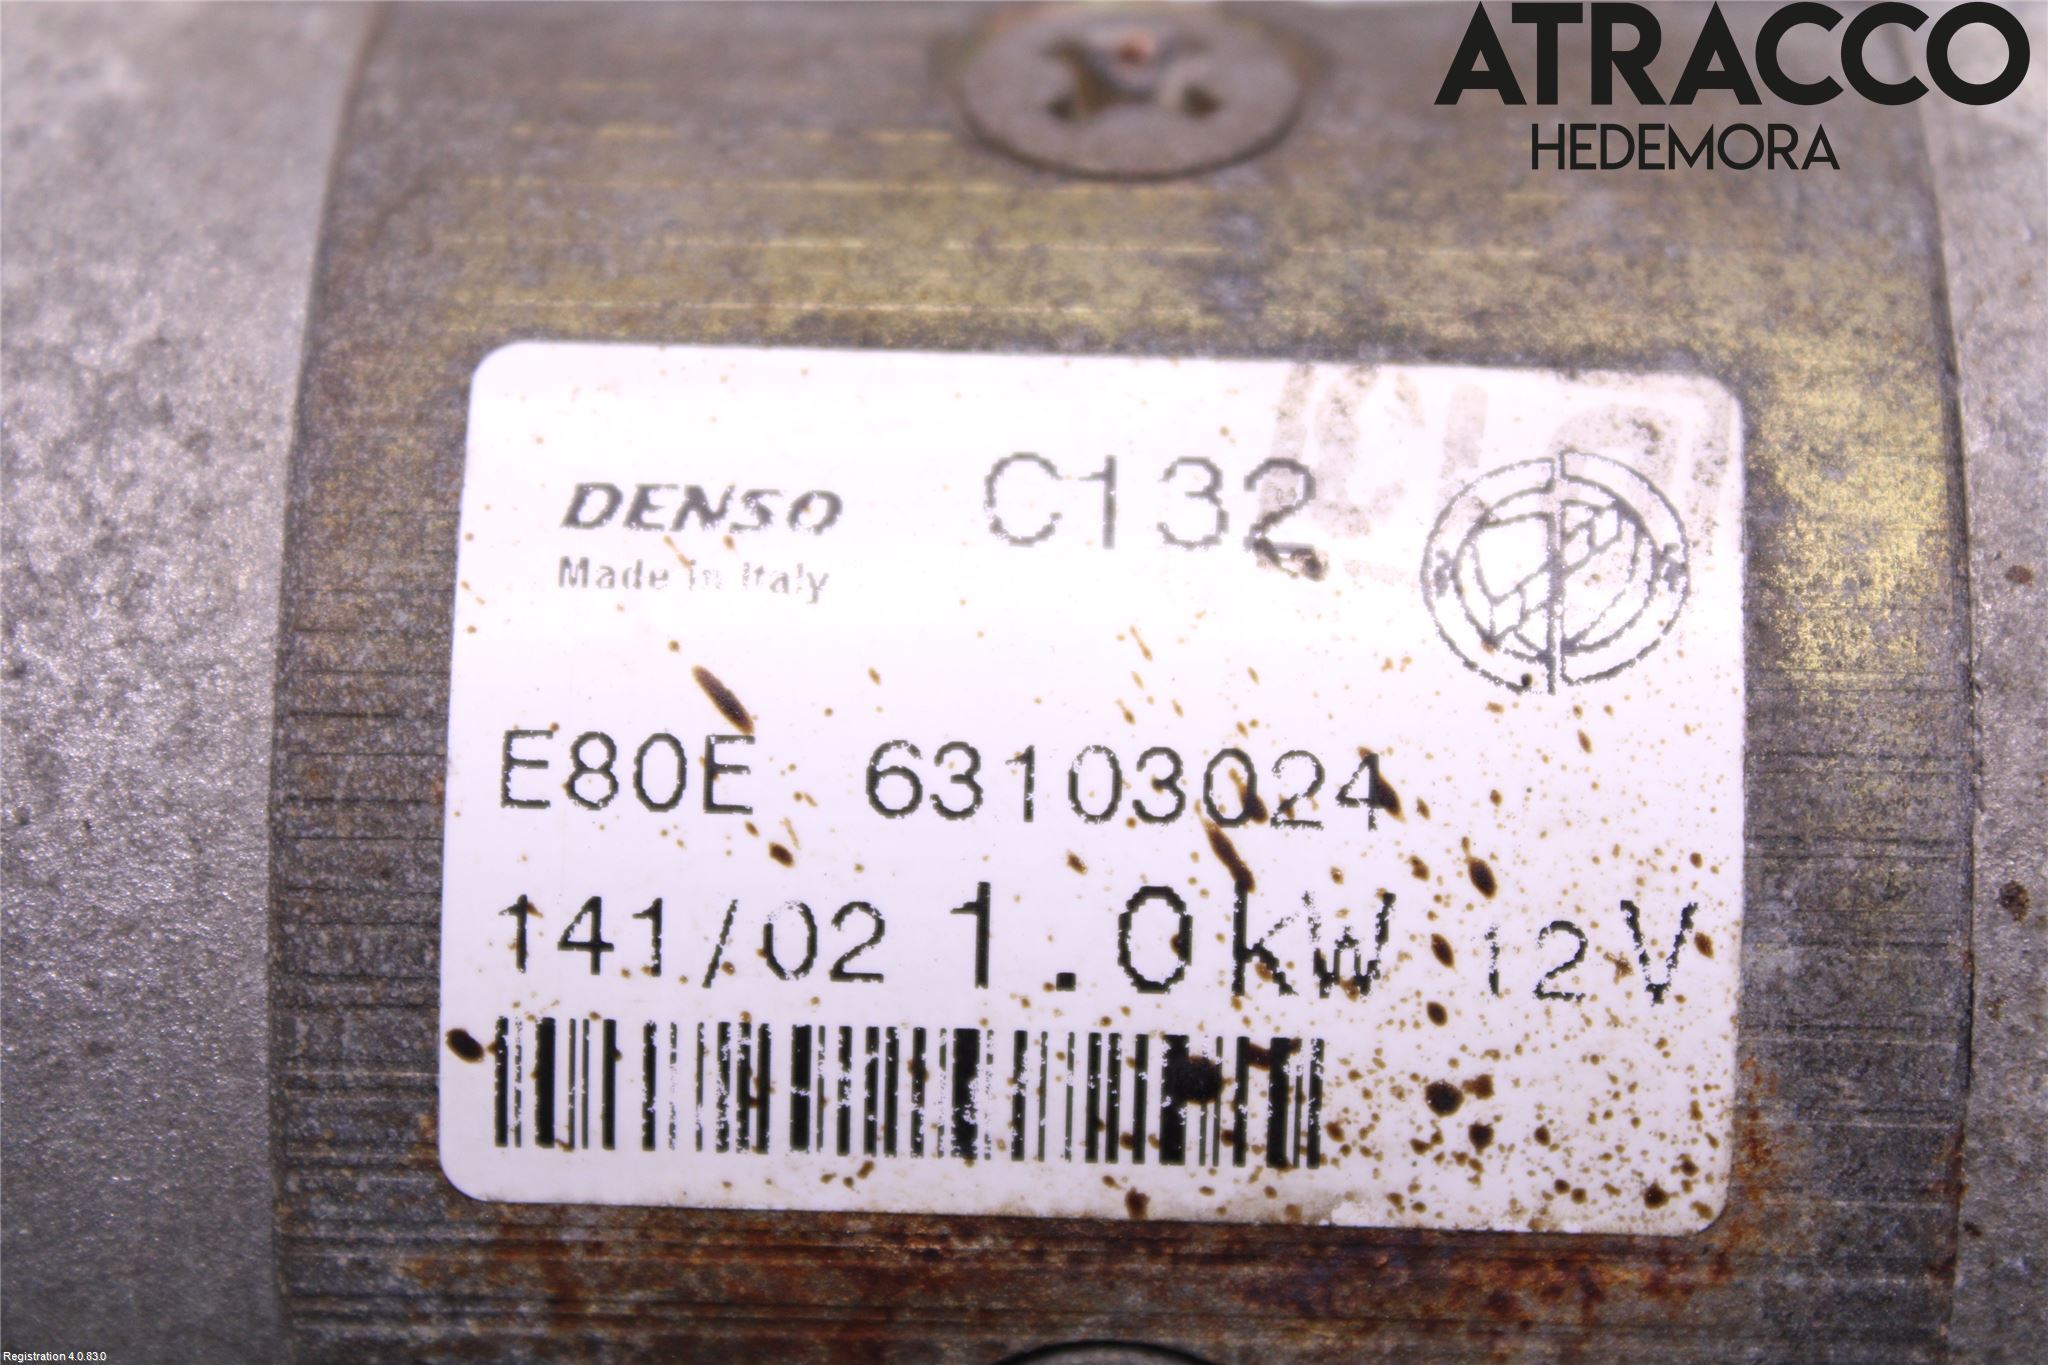 ATRACCO
HEDEMORA
DENSO C132
Made in Italy
E80E 63103024
141/02 1.0kW 12V
Registration 4.0.83.0